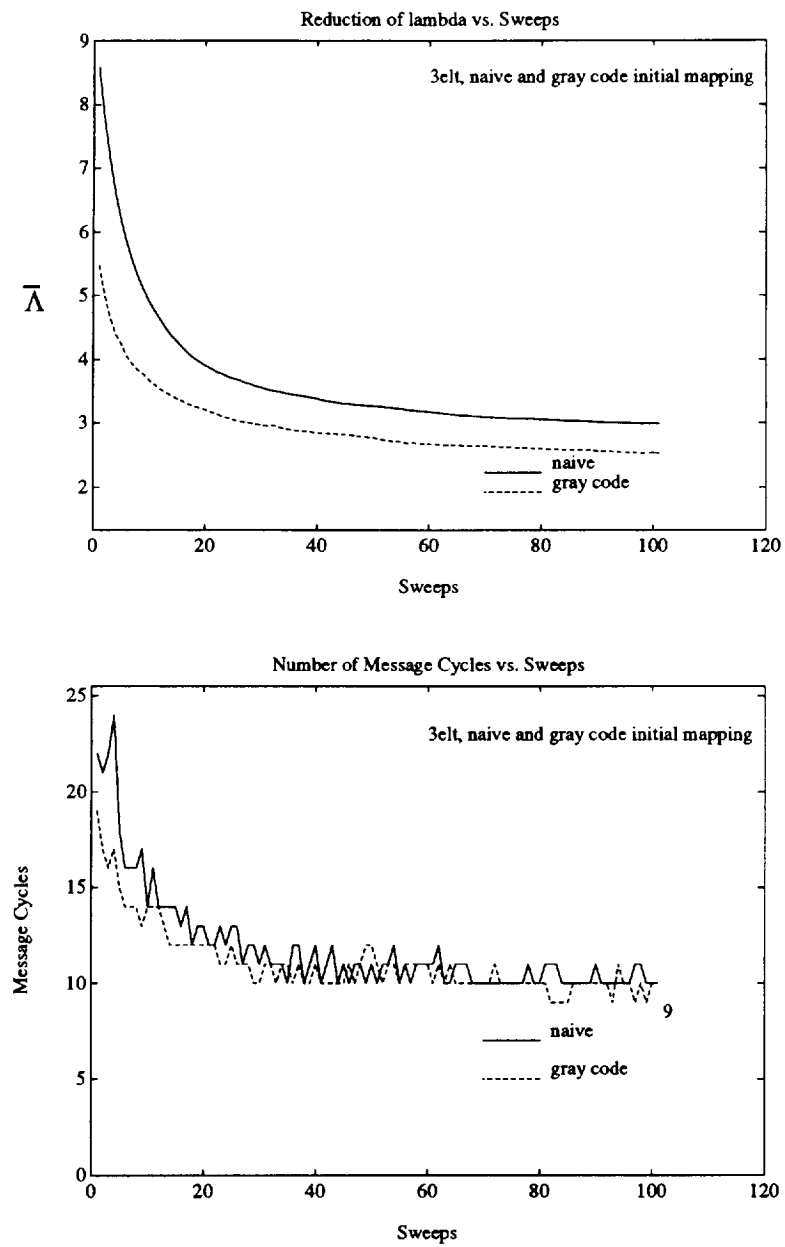 Reduction of lambda vs. Sweeps
9
8
7
6
5
4
3
2
Λ̅
3elt, naive and gray code initial mapping
naive
gray code
0 20 40 60 80 100 120
Sweeps
Number of Message Cycles vs. Sweeps
25
20
15
10
5
0
Message Cycles
3elt, naive and gray code initial mapping
9
naive
gray code
0 20 40 60 80 100 120
Sweeps